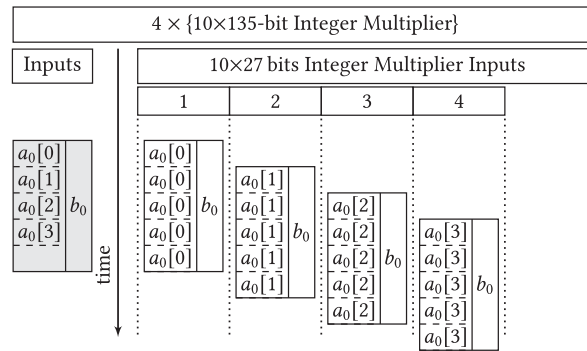 4 × {10×135-bit Integer Multiplier}
Inputs
10×27 bits Integer Multiplier Inputs
1 2 3 4
a₀[0] a₀[0]
a₀[1] a₀[0] a₀[1]
a₀[2] b₀ a₀[0] b₀ a₀[1] a₀[2]
a₀[3] a₀[0] a₀[1] b₀ a₀[2] a₀[3]
a₀[0] a₀[1] a₀[2] b₀ a₀[3]
a₀[1] a₀[2] a₀[3] b₀
a₀[2] a₀[3]
a₀[3]
time